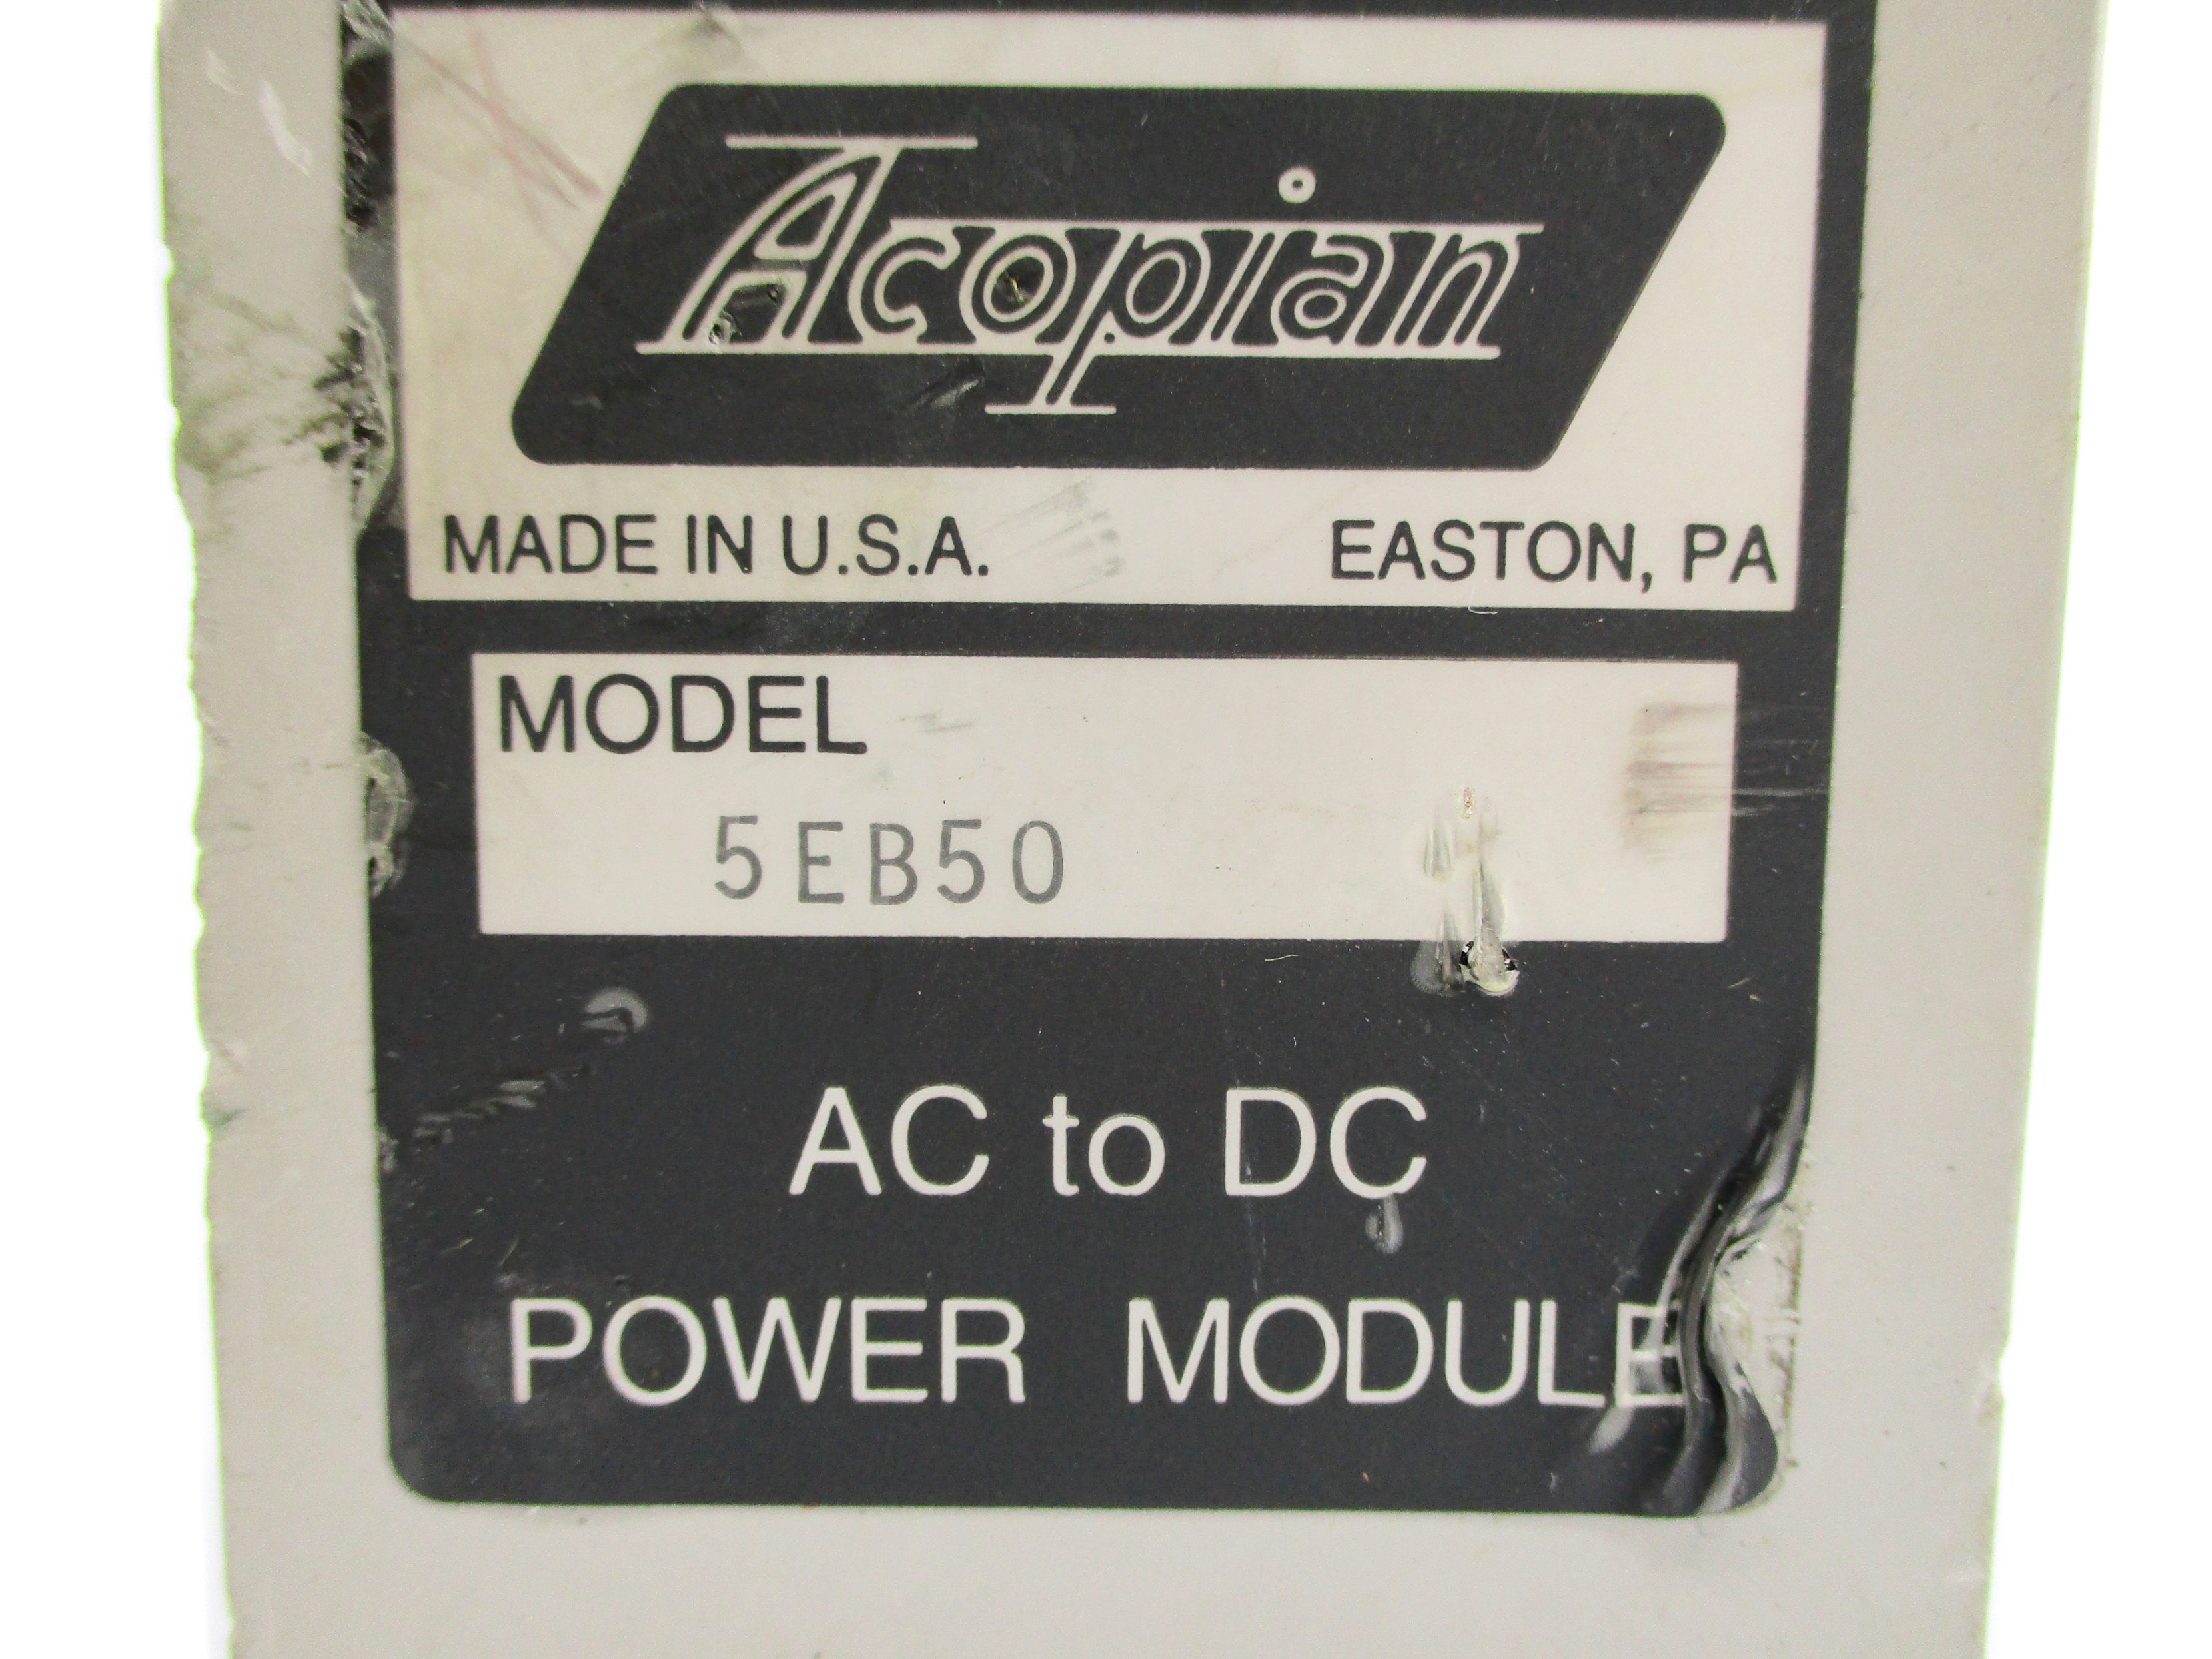 Acopian
MADE IN U.S.A. EASTON, PA
MODEL
5EB50
AC to DC
POWER MODULE